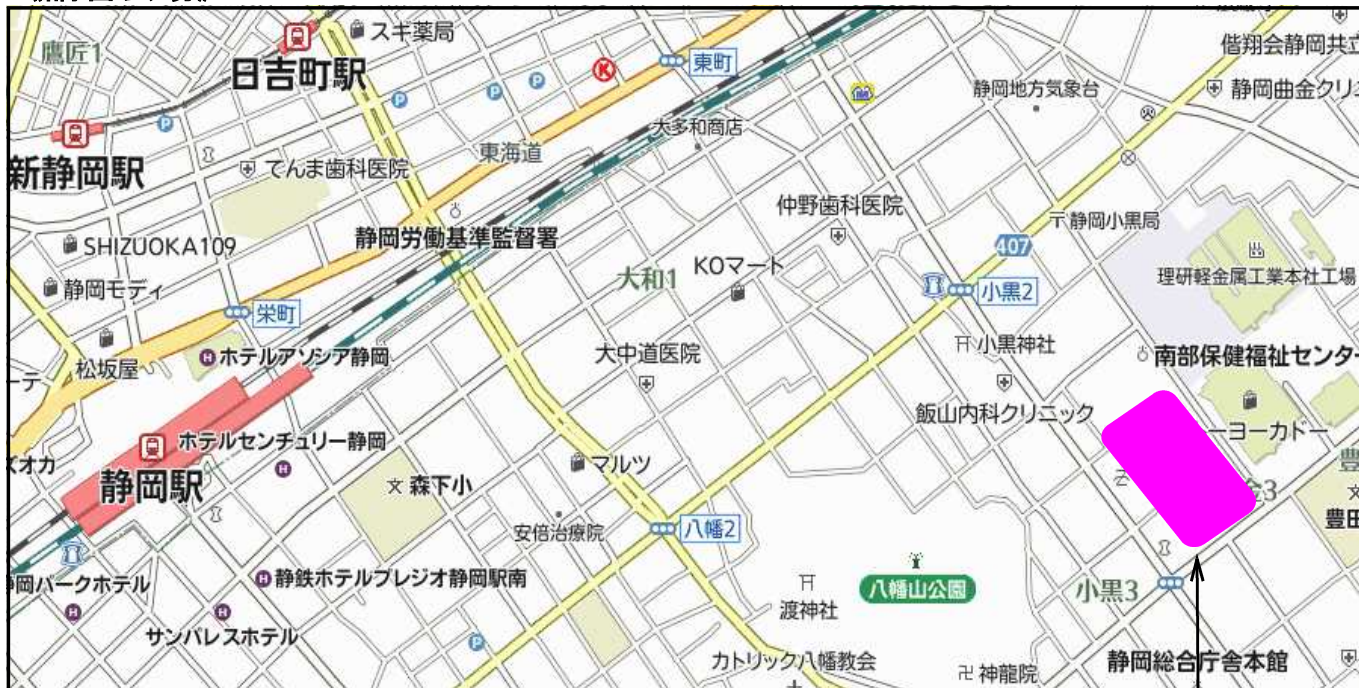 鷹匠1
日吉町駅
スギ薬局
東町
偕翔会静岡共立
静岡地方気象台
静岡曲金クリ
大多和商店
東海道
新静岡駅
てんま歯科医院
仲野歯科医院
静岡小黒局
静岡労働基準監督署
SHIZUOKA109
407
大和1
KOマート
理研軽金属工業本社工場
静岡モディ
小黒2
栄町
小黒神社
松坂屋
ホテルアソシア静岡
大中道医院
南部保健福祉センター
飯山内科クリニック
ーヨーカドー
ホテルセンチュリー静岡
ズオカ
マルツ
静岡駅
文 森下小
金3
豊
文
豊田
安倍治療院
八幡2
岡パークホテル
静鉄ホテルプレジオ静岡駅南
八幡山公園
小黒3
渡神社
サンパレスホテル
カトリック八幡教会
卍 神龍院
静岡総合庁舎本館